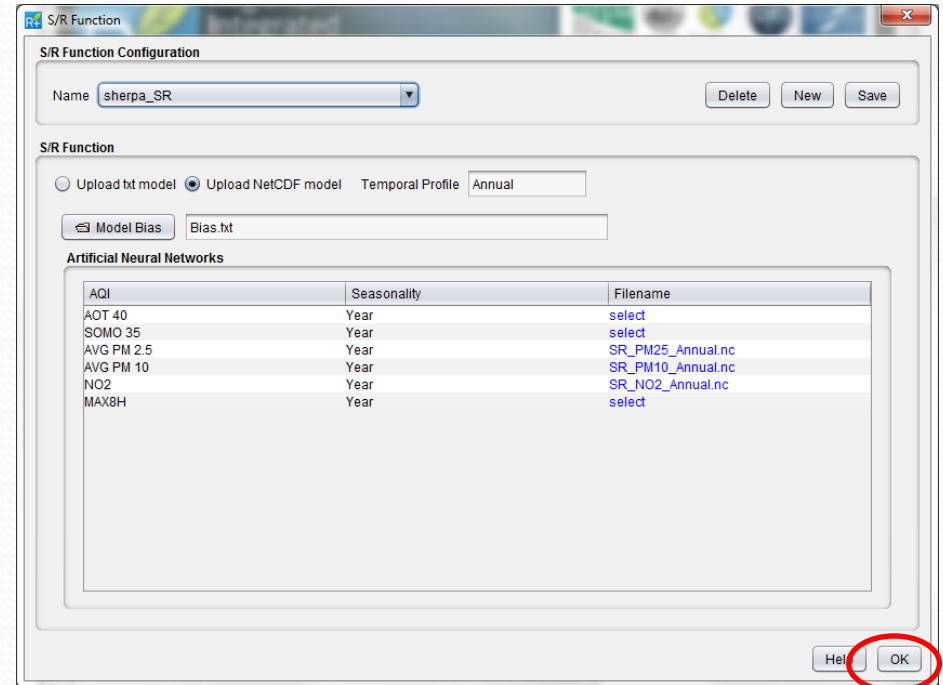 S/R Function
Integrated
S/R Function Configuration
Name sherpa_SR Delete New Save
S/R Function
Upload txt model Upload NetCDF model Temporal Profile Annual
Model Bias Bias.txt
Artificial Neural Networks
AQI Seasonality Filename
AOT 40 Year select
SOMO 35 Year select
AVG PM 2.5 Year SR_PM25_Annual.nc
AVG PM 10 Year SR_PM10_Annual.nc
NO2 Year SR_NO2_Annual.nc
MAX8H Year select
Help OK